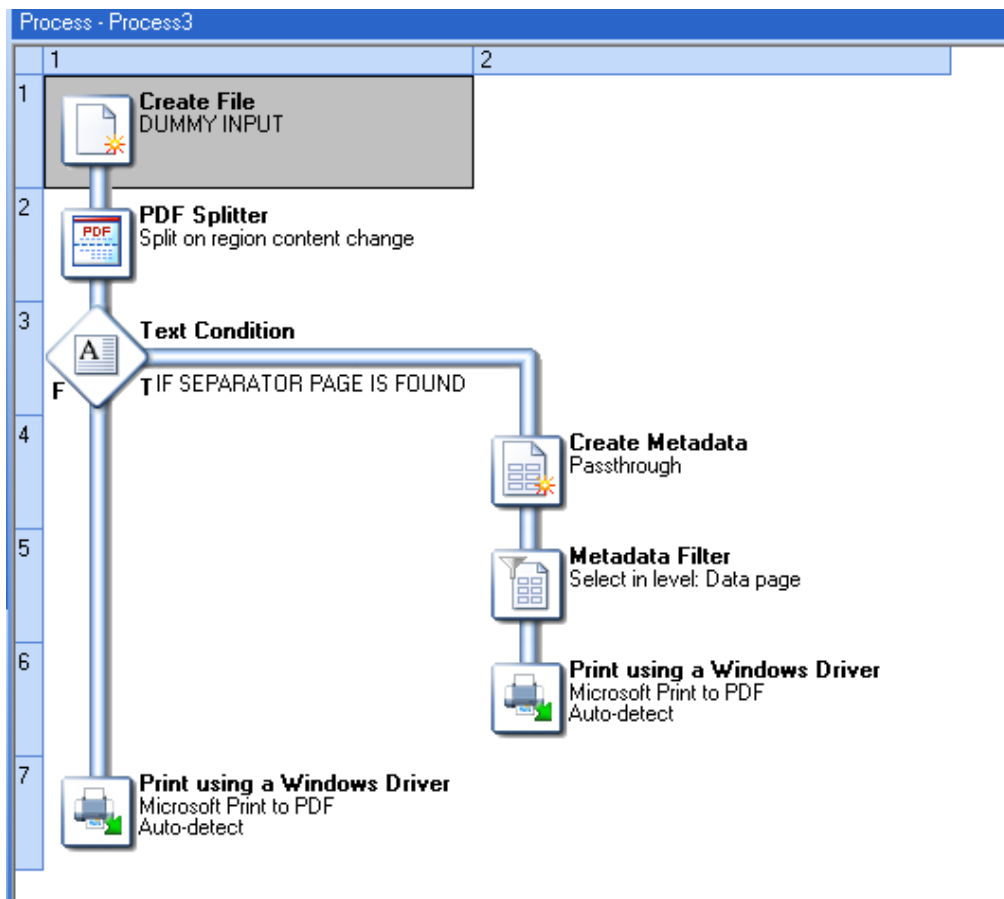 Process - Process3
1
2
1
Create File
DUMMY INPUT
2
PDF
PDF Splitter
Split on region content change
3
A
Text Condition
F
T
IF SEPARATOR PAGE IS FOUND
4
Create Metadata
Passthrough
5
Metadata Filter
Select in level: Data page
6
Print using a Windows Driver
Microsoft Print to PDF
Auto-detect
7
Print using a Windows Driver
Microsoft Print to PDF
Auto-detect